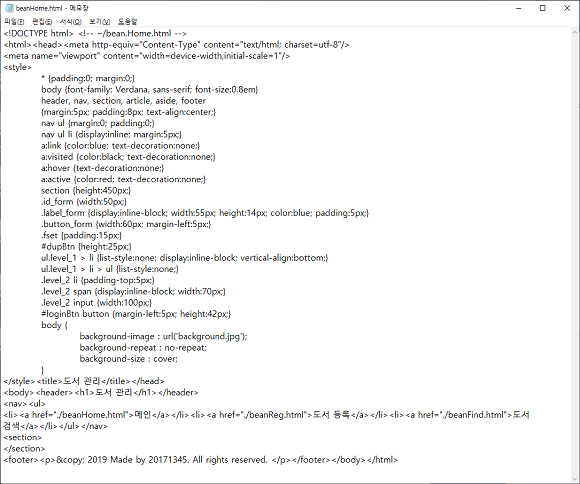 beanHome.html - 메모장
파일(F) 편집(E) 서식(O) 보기(V) 도움말
<!DOCTYPE html> <!-- ~/bean.Home.html -->
<html><head><meta http-equiv="Content-Type" content="text/html; charset=utf-8"/>
<meta name="viewport" content="width=device-width,initial-scale=1"/>
<style>
* {padding:0; margin:0;}
body {font-family: Verdana, sans-serif; font-size:0.8em}
header, nav, section, article, aside, footer
{margin:5px; padding:8px; text-align:center;}
nav ul {margin:0; padding:0;}
nav ul li {display:inline; margin:5px;}
a:link {color:blue; text-decoration:none;}
a:visited {color:black; text-decoration:none;}
a:hover {text-decoration:none;}
a:active {color:red; text-decoration:none;}
section {height:450px;}
.id_form {width:50px;}
.label_form {display:inline-block; width:55px; height:14px; color:blue; padding:5px;}
.button_form {width:60px; margin-left:5px;}
.fset {padding:15px;}
#dupBtn {height:25px;}
ul.level_1 > li {list-style:none; display:inline-block; vertical-align:bottom;}
ul.level_1 > li > ul {list-style:none;}
.level_2 li {padding-top:5px;}
.level_2 span {display:inline-block; width:70px;}
.level_2 input {width:100px;}
#loginBtn button {margin-left:5px; height:42px;}
body {
background-image : url('background.jpg');
background-repeat : no-repeat;
background-size : cover;
}
</style><title>도서 관리</title></head>
<body><header><h1>도서 관리</h1></header>
<nav><ul>
<li><a href="./beanHome.html">메인</a></li><li><a href="./beanReg.html">도서 등록</a></li><li><a href="./beanFind.html">도서
검색</a></li></ul></nav>
<section>
</section>
<footer><p>&copy; 2019 Made by 20171345. All rights reserved. </p></footer></body></html>